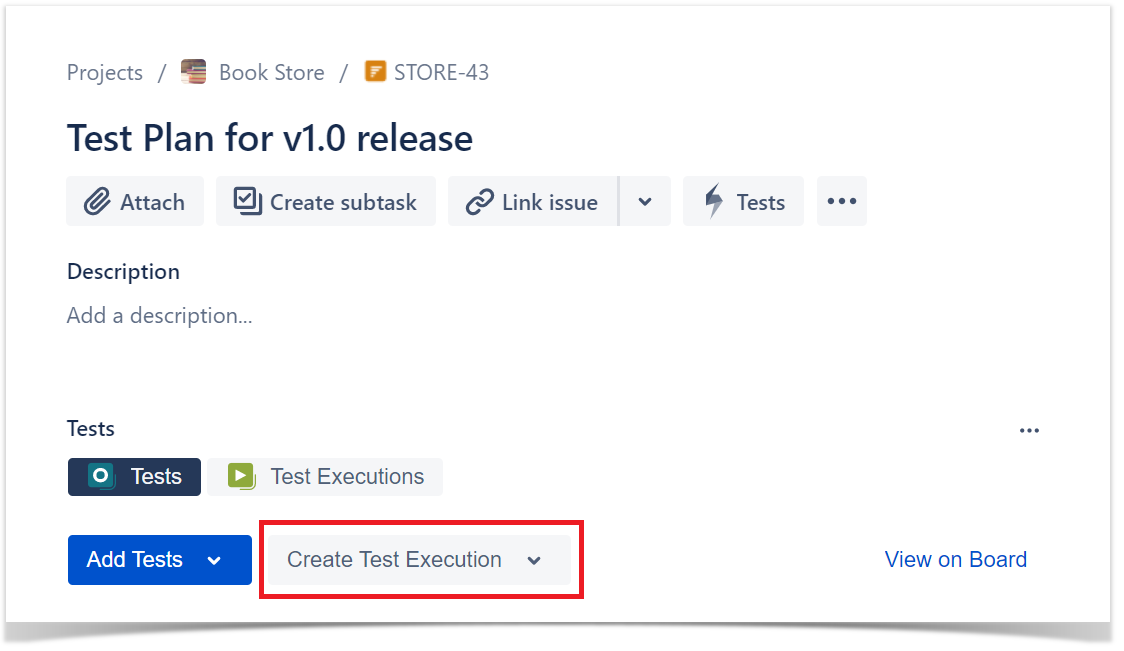 Projects / Book Store / STORE-43
Test Plan for v1.0 release
Attach Create subtask Link issue Tests
Description
Add a description...
Tests
Tests Test Executions
Add Tests Create Test Execution View on Board